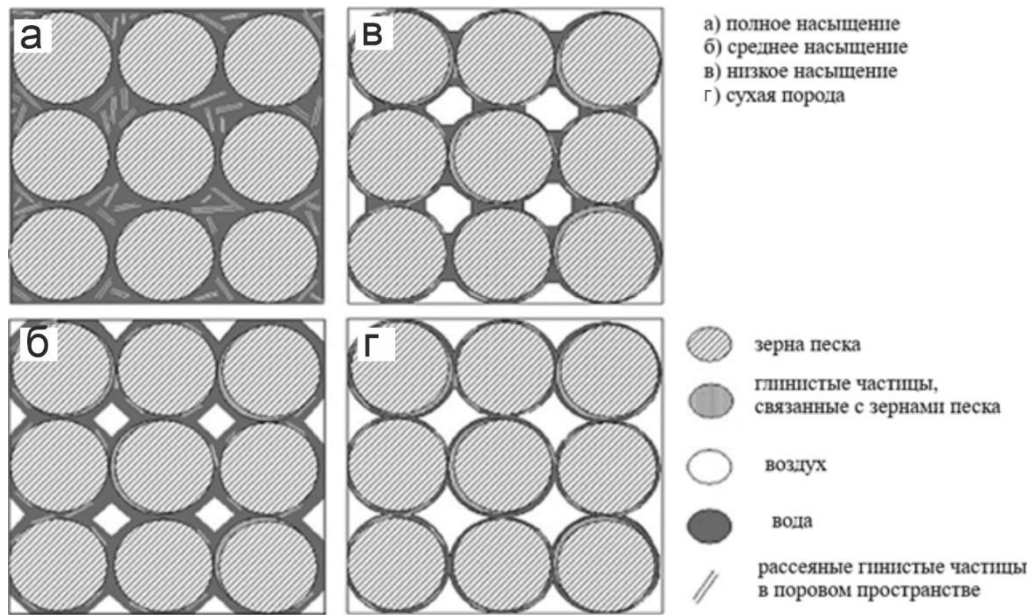 а
в
б
г
а) полное насыщение
б) среднее насыщение
в) низкое насыщение
г) сухая порода
зерна песка
глинистые частицы,
связанные с зернами песка
воздух
вода
рассеяные гинистые частицы
в поровом пространстве